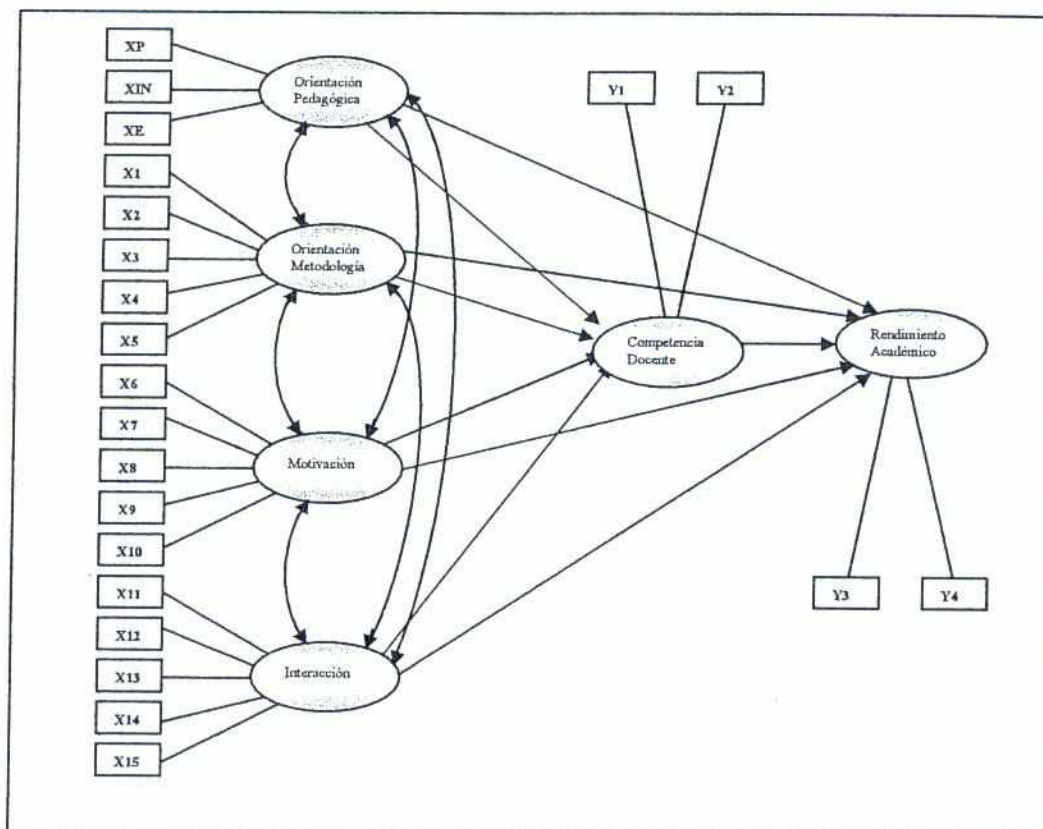 XP
XIN
XE
X1
X2
X3
X4
X5
X6
X7
X8
X9
X10
X11
X12
X13
X14
X15
Orientación
Pedagógica
Orientación
Metodología
Motivación
Interacción
Y1
Y2
Competencia
Docente
Rendimiento
Académico
Y3
Y4